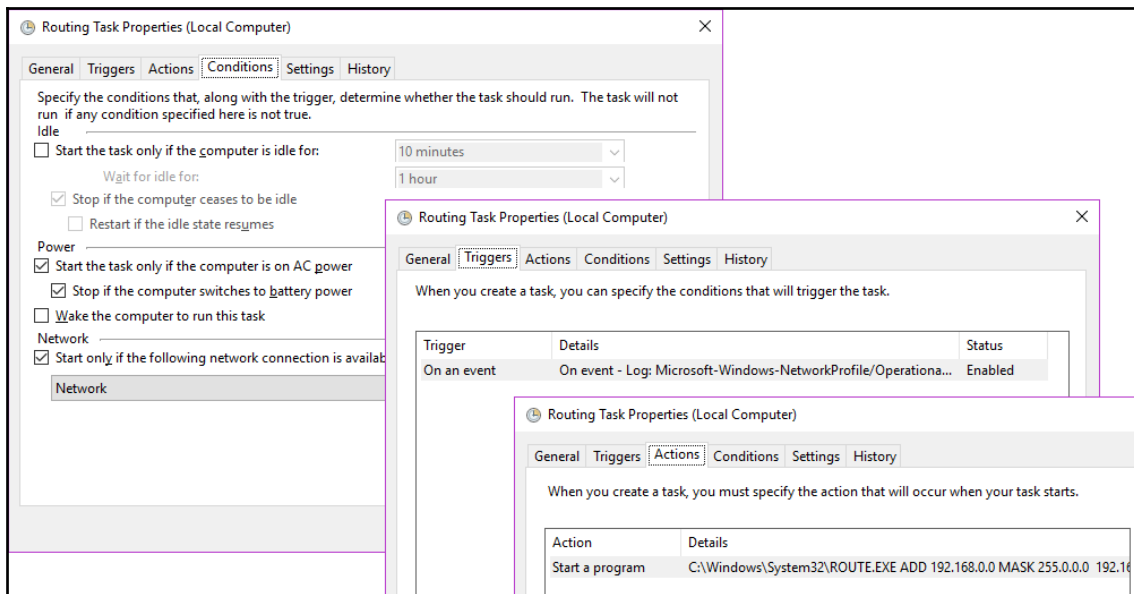 Routing Task Properties (Local Computer)
General Triggers Actions Conditions Settings History
Specify the conditions that, along with the trigger, determine whether the task should run. The task will not
run if any condition specified here is not true.
Idle
Start the task only if the computer is idle for: 10 minutes
Wait for idle for: 1 hour
Stop if the computer ceases to be idle
Restart if the idle state resumes
Power
Start the task only if the computer is on AC power
Stop if the computer switches to battery power
Wake the computer to run this task
Network
Start only if the following network connection is availab
Network
Routing Task Properties (Local Computer)
General Triggers Actions Conditions Settings History
When you create a task, you can specify the conditions that will trigger the task.
Trigger Details Status
On an event On event - Log: Microsoft-Windows-NetworkProfile/Operationa... Enabled
Routing Task Properties (Local Computer)
General Triggers Actions Conditions Settings History
When you create a task, you must specify the action that will occur when your task starts.
Action Details
Start a program C:\Windows\System32\ROUTE.EXE ADD 192.168.0.0 MASK 255.0.0.0 192.16